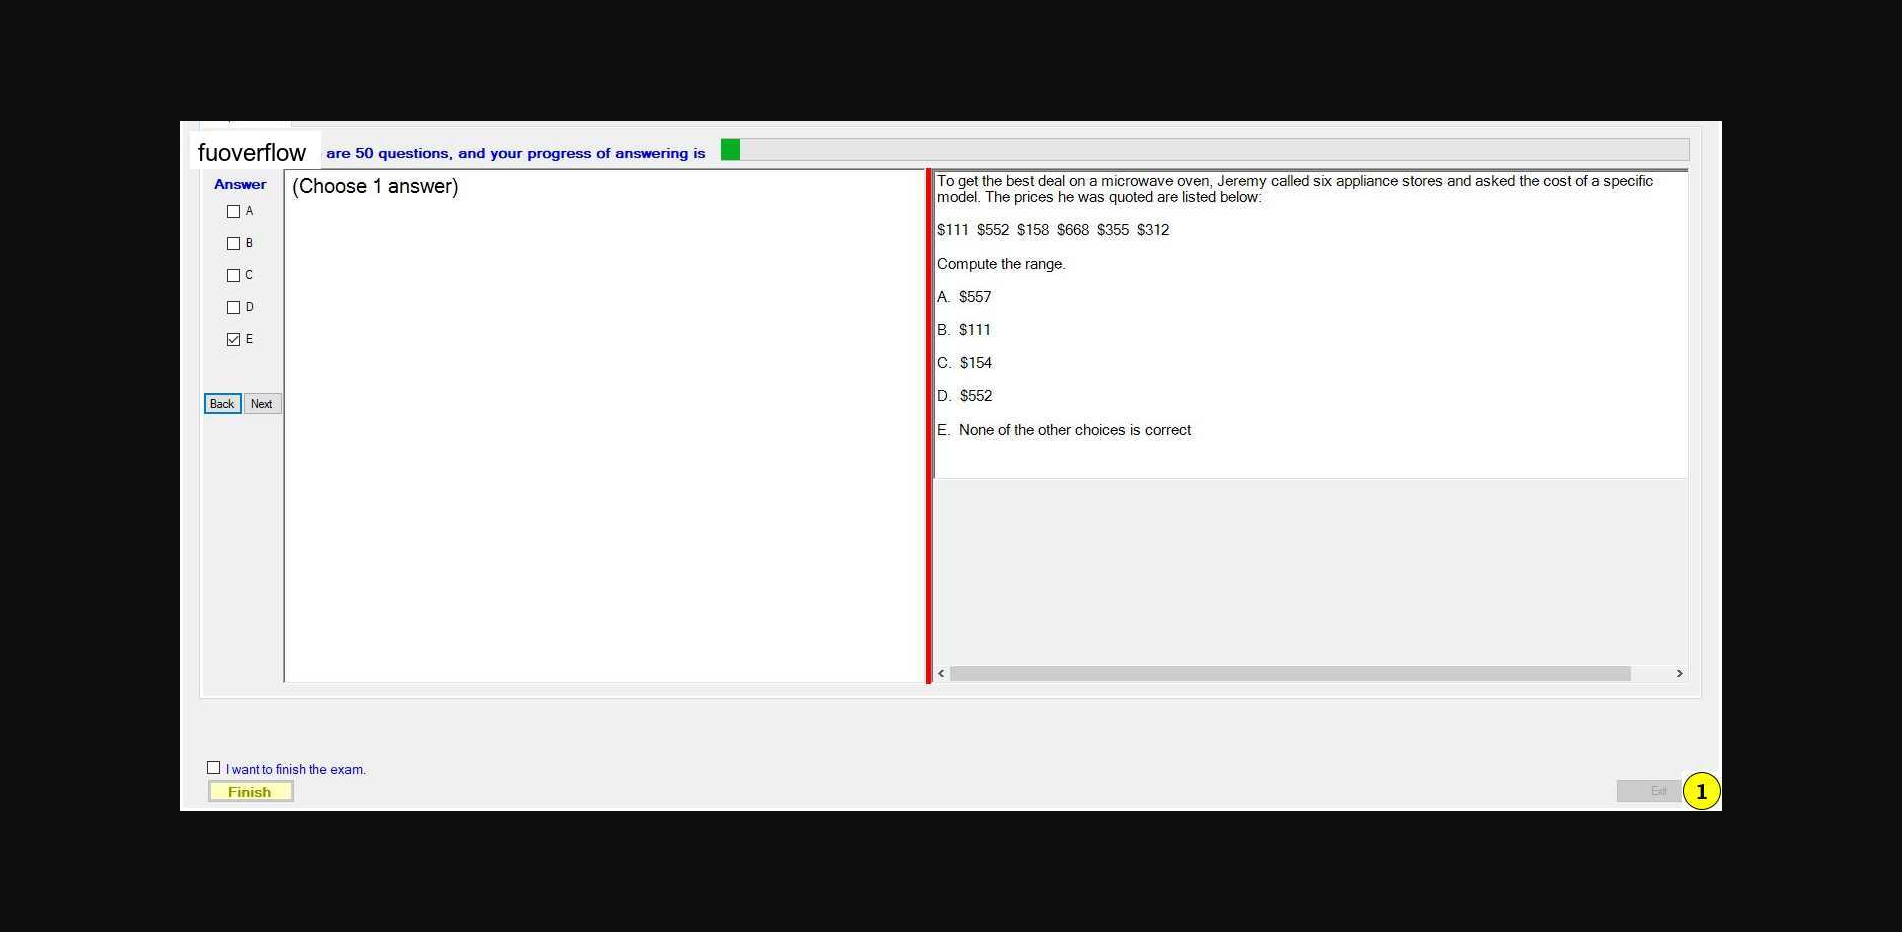 fuoverflow are 50 questions, and your progress of answering is
Answer
A
B
C
D
E
Back Next
(Choose 1 answer)
To get the best deal on a microwave oven, Jeremy called six appliance stores and asked the cost of a specific
model. The prices he was quoted are listed below:
$111 $552 $158 $668 $355 $312
Compute the range.
A. $557
B. $111
C. $154
D. $552
E. None of the other choices is correct
I want to finish the exam.
Finish
Exit
1